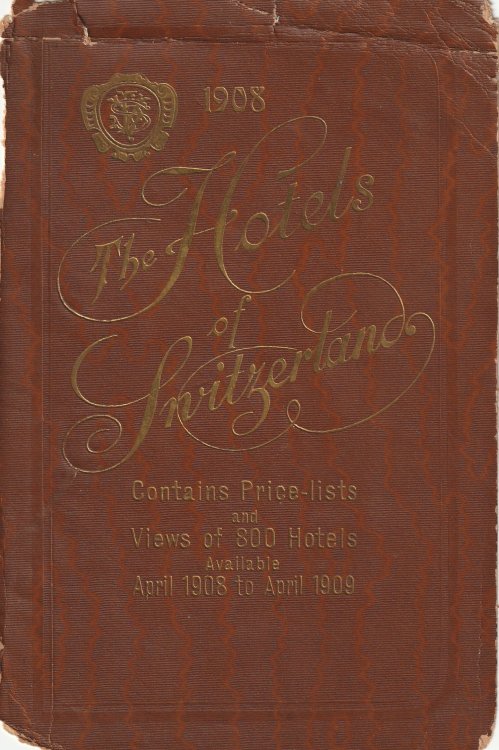 1908
The Hotels
of
Switzerland
Contains Price-lists
and
Views of 800 Hotels
Available
April 1908 to April 1909